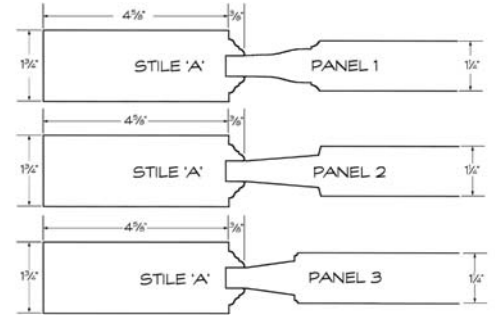 4⅝" ⅜"
1¾" STILE 'A' PANEL 1 1¼"
4⅝" ⅜"
1¾" STILE 'A' PANEL 2 1¼"
4⅝" ⅜"
1¾" STILE 'A' PANEL 3 1¼"